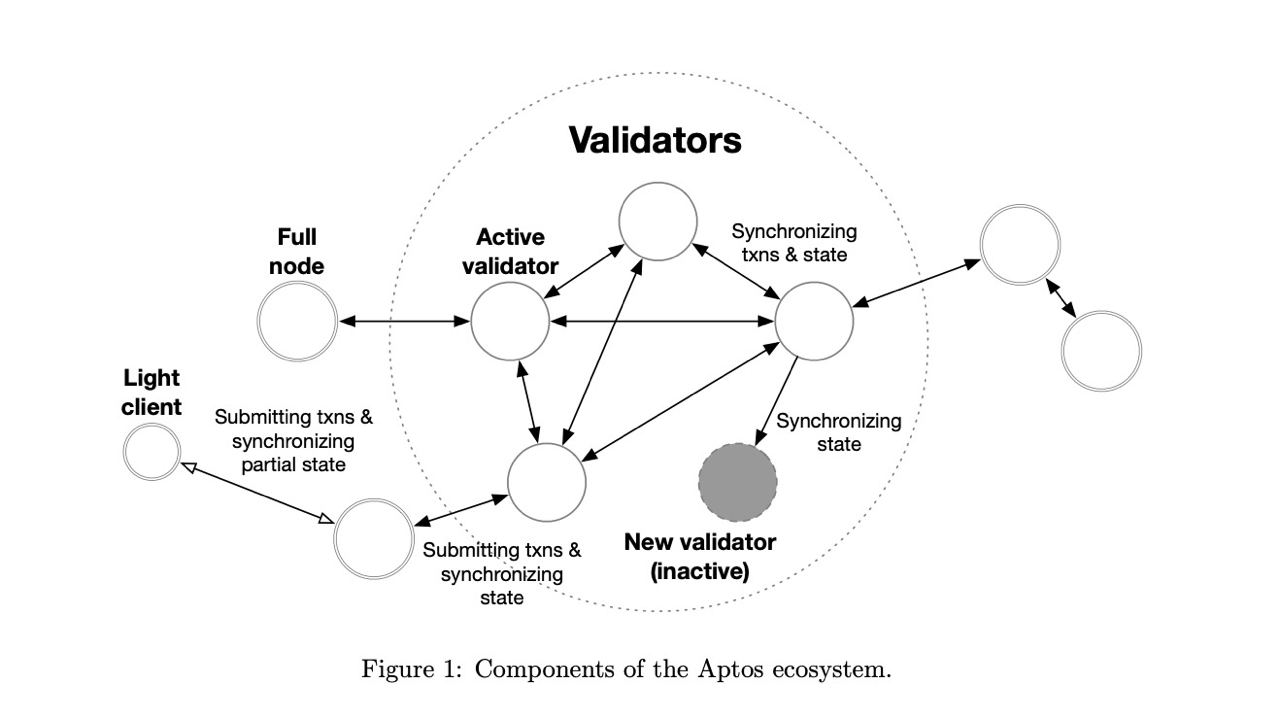 Validators
Full
node
Active
validator
Synchronizing
txns & state
Light
client
Submitting txns &
synchronizing
partial state
Synchronizing
state
Submitting txns &
synchronizing
state
New validator
(inactive)
Figure 1: Components of the Aptos ecosystem.